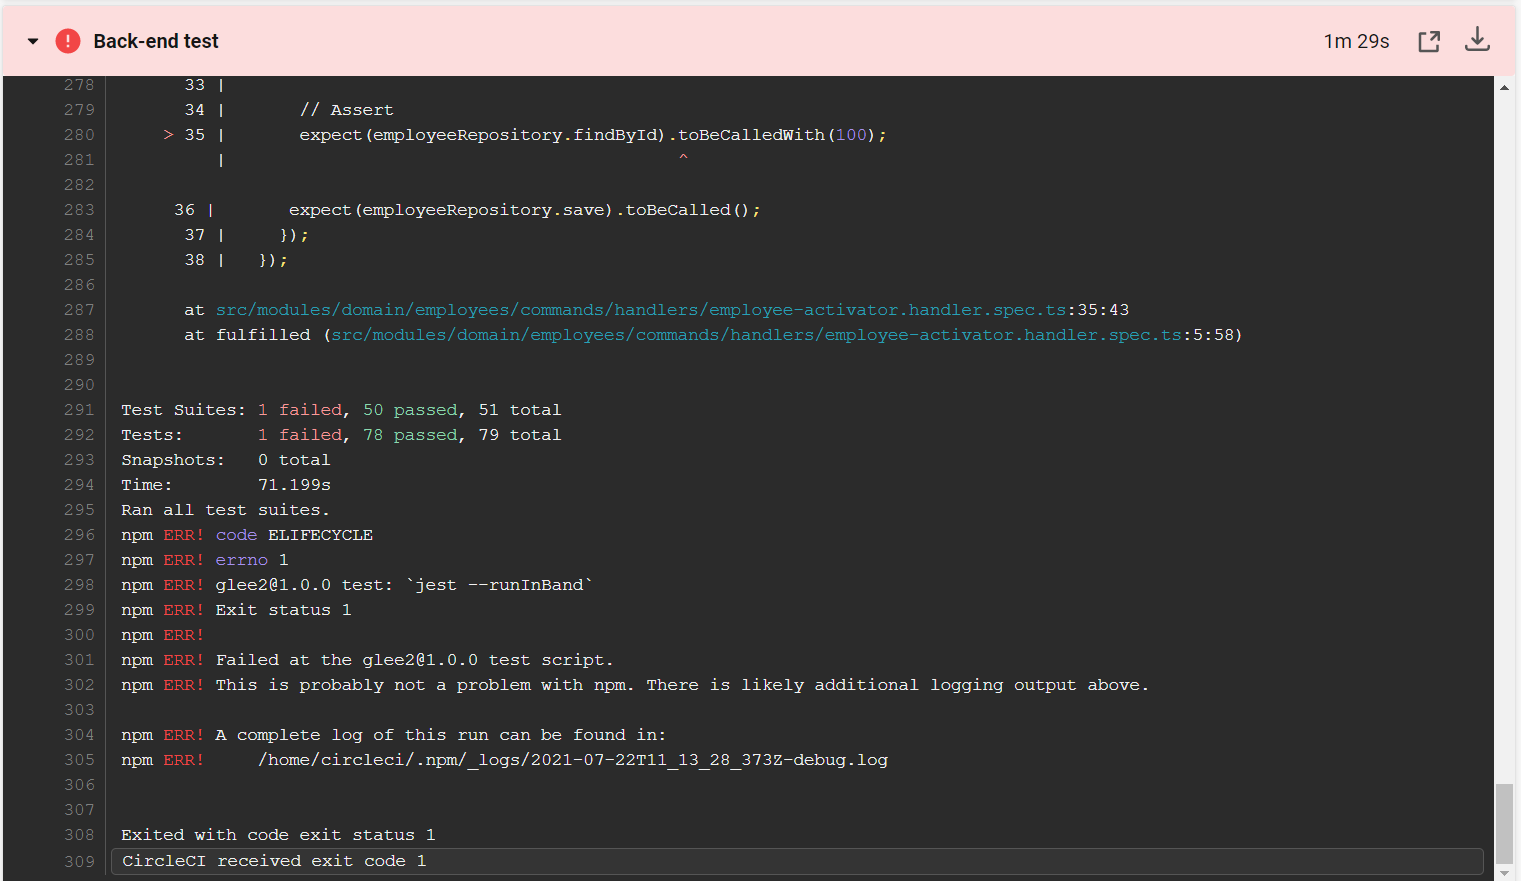 Back-end test 1m 29s
278 33 |
279 34 | // Assert
280 > 35 | expect(employeeRepository.findById).toBeCalledWith(100);
281 | ^
282
283 36 | expect(employeeRepository.save).toBeCalled();
284 37 | });
285 38 | });
286
287 at src/modules/domain/employees/commands/handlers/employee-activator.handler.spec.ts:35:43
288 at fulfilled (src/modules/domain/employees/commands/handlers/employee-activator.handler.spec.ts:5:58)
289
290
291 Test Suites: 1 failed, 50 passed, 51 total
292 Tests: 1 failed, 78 passed, 79 total
293 Snapshots: 0 total
294 Time: 71.199s
295 Ran all test suites.
296 npm ERR! code ELIFECYCLE
297 npm ERR! errno 1
298 npm ERR! glee2@1.0.0 test: `jest --runInBand`
299 npm ERR! Exit status 1
300 npm ERR!
301 npm ERR! Failed at the glee2@1.0.0 test script.
302 npm ERR! This is probably not a problem with npm. There is likely additional logging output above.
303
304 npm ERR! A complete log of this run can be found in:
305 npm ERR! /home/circleci/.npm/_logs/2021-07-22T11_13_28_373Z-debug.log
306
307
308 Exited with code exit status 1
309 CircleCI received exit code 1